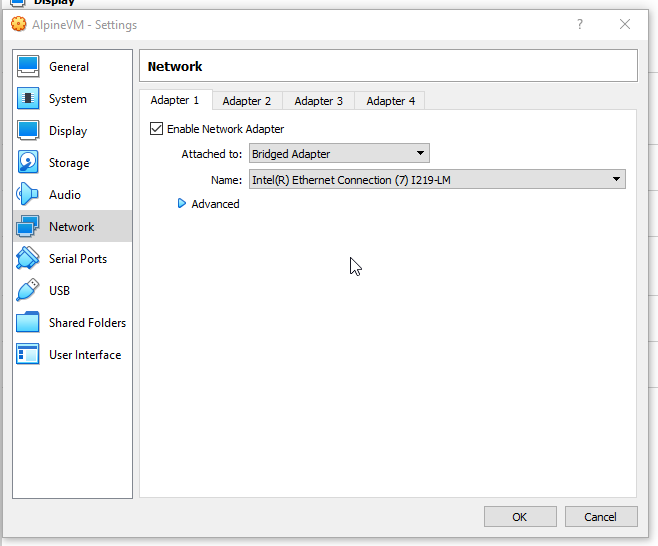 Display
AlpineVM - Settings
?
General
System
Display
Storage
Audio
Network
Serial Ports
USB
Shared Folders
User Interface
Network
Adapter 1 Adapter 2 Adapter 3 Adapter 4
Enable Network Adapter
Attached to: Bridged Adapter
Name: Intel(R) Ethernet Connection (7) I219-LM
Advanced
OK Cancel